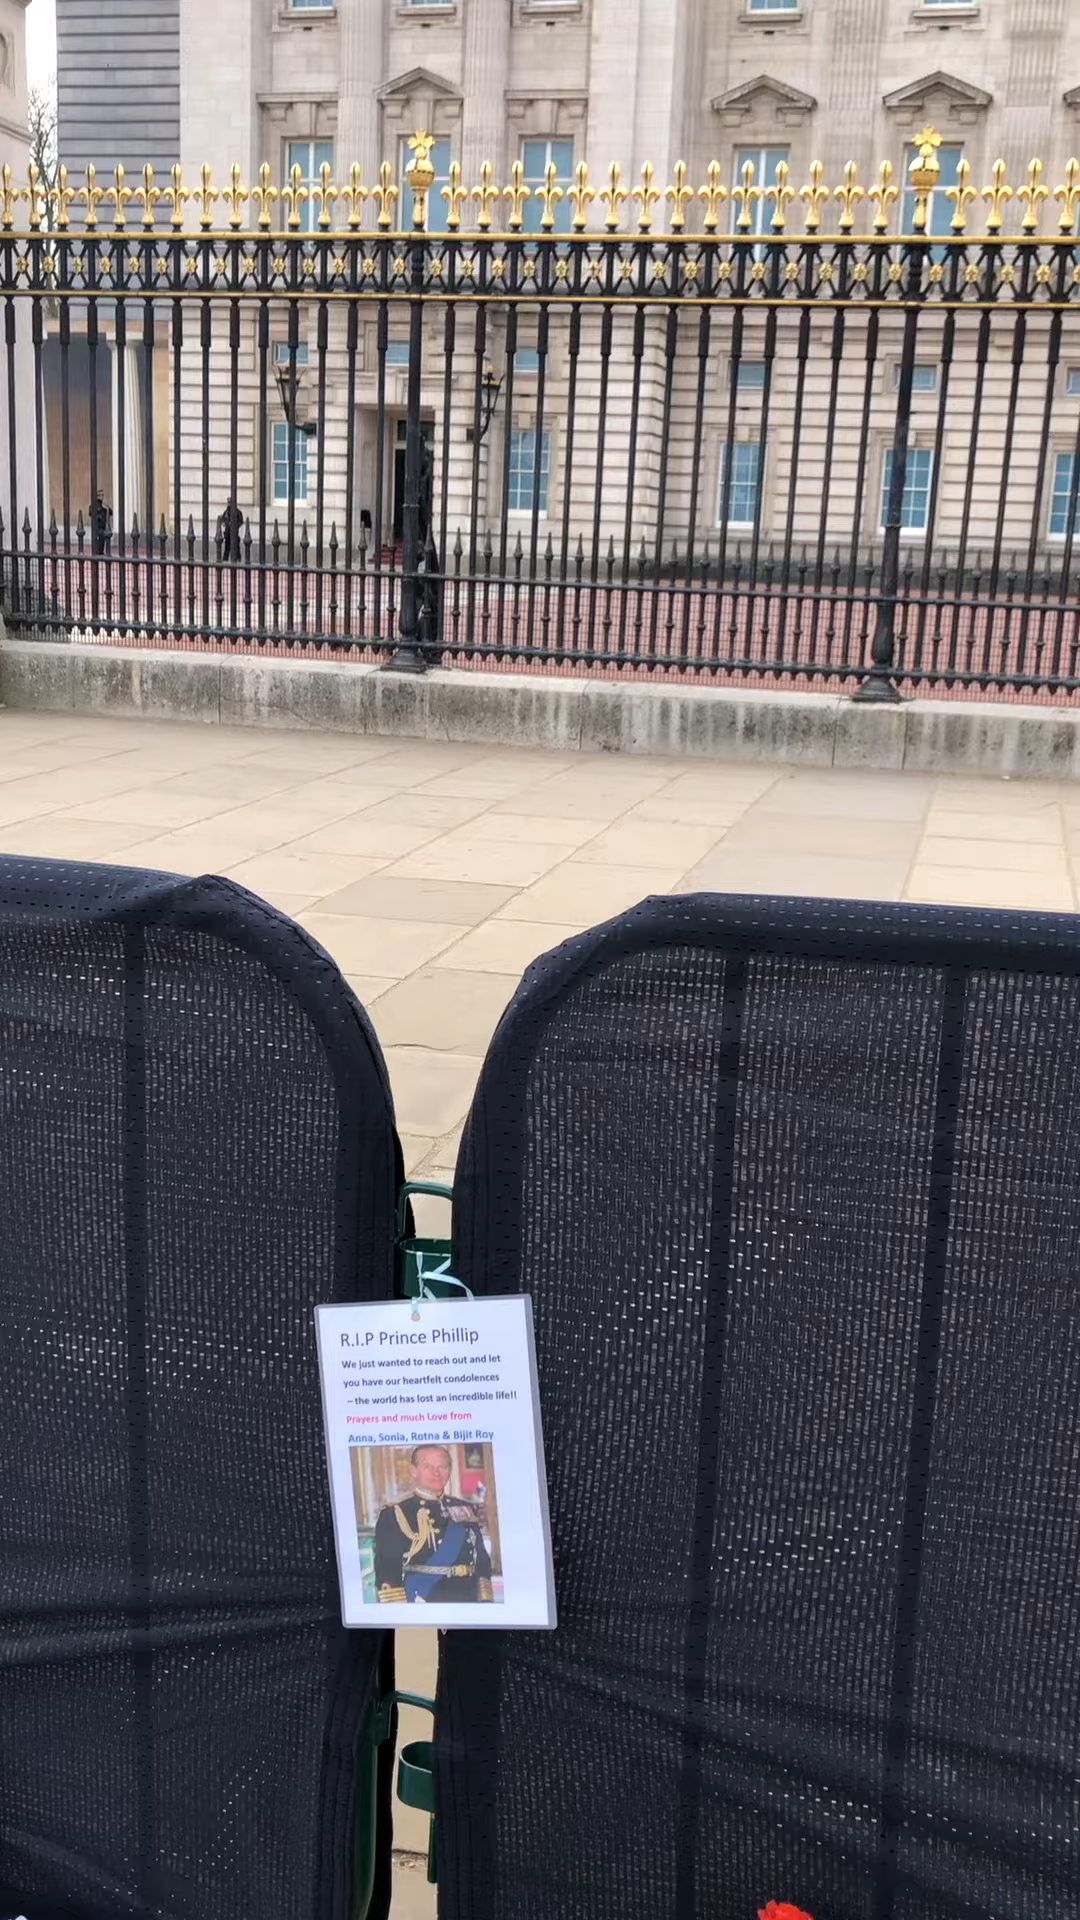 R.I.P Prince Phillip
We just wanted to reach out and let
you have our heartfelt condolences
–the world has lost an incredible life!!
Prayers and much Love from
Anna, Sonia, Rotna & Bijit Roy